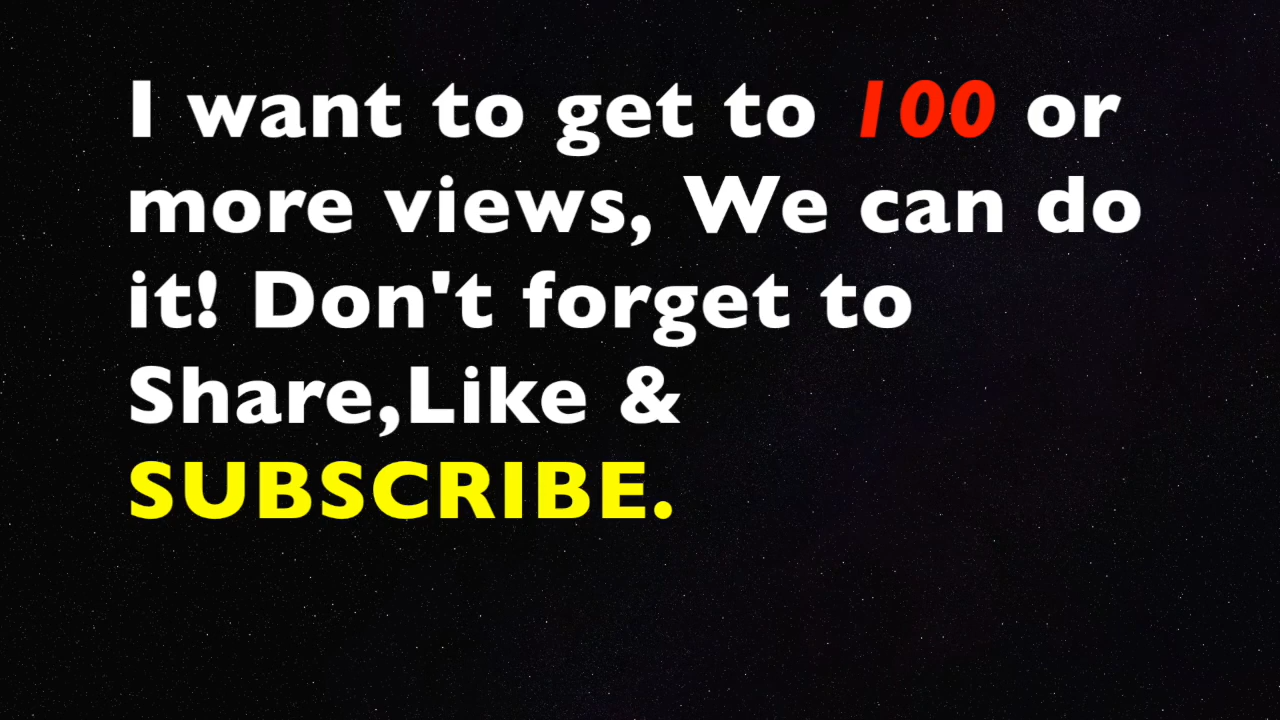 I want to get to 100 or
more views, We can do
it! Don't forget to
Share,Like &
SUBSCRIBE.